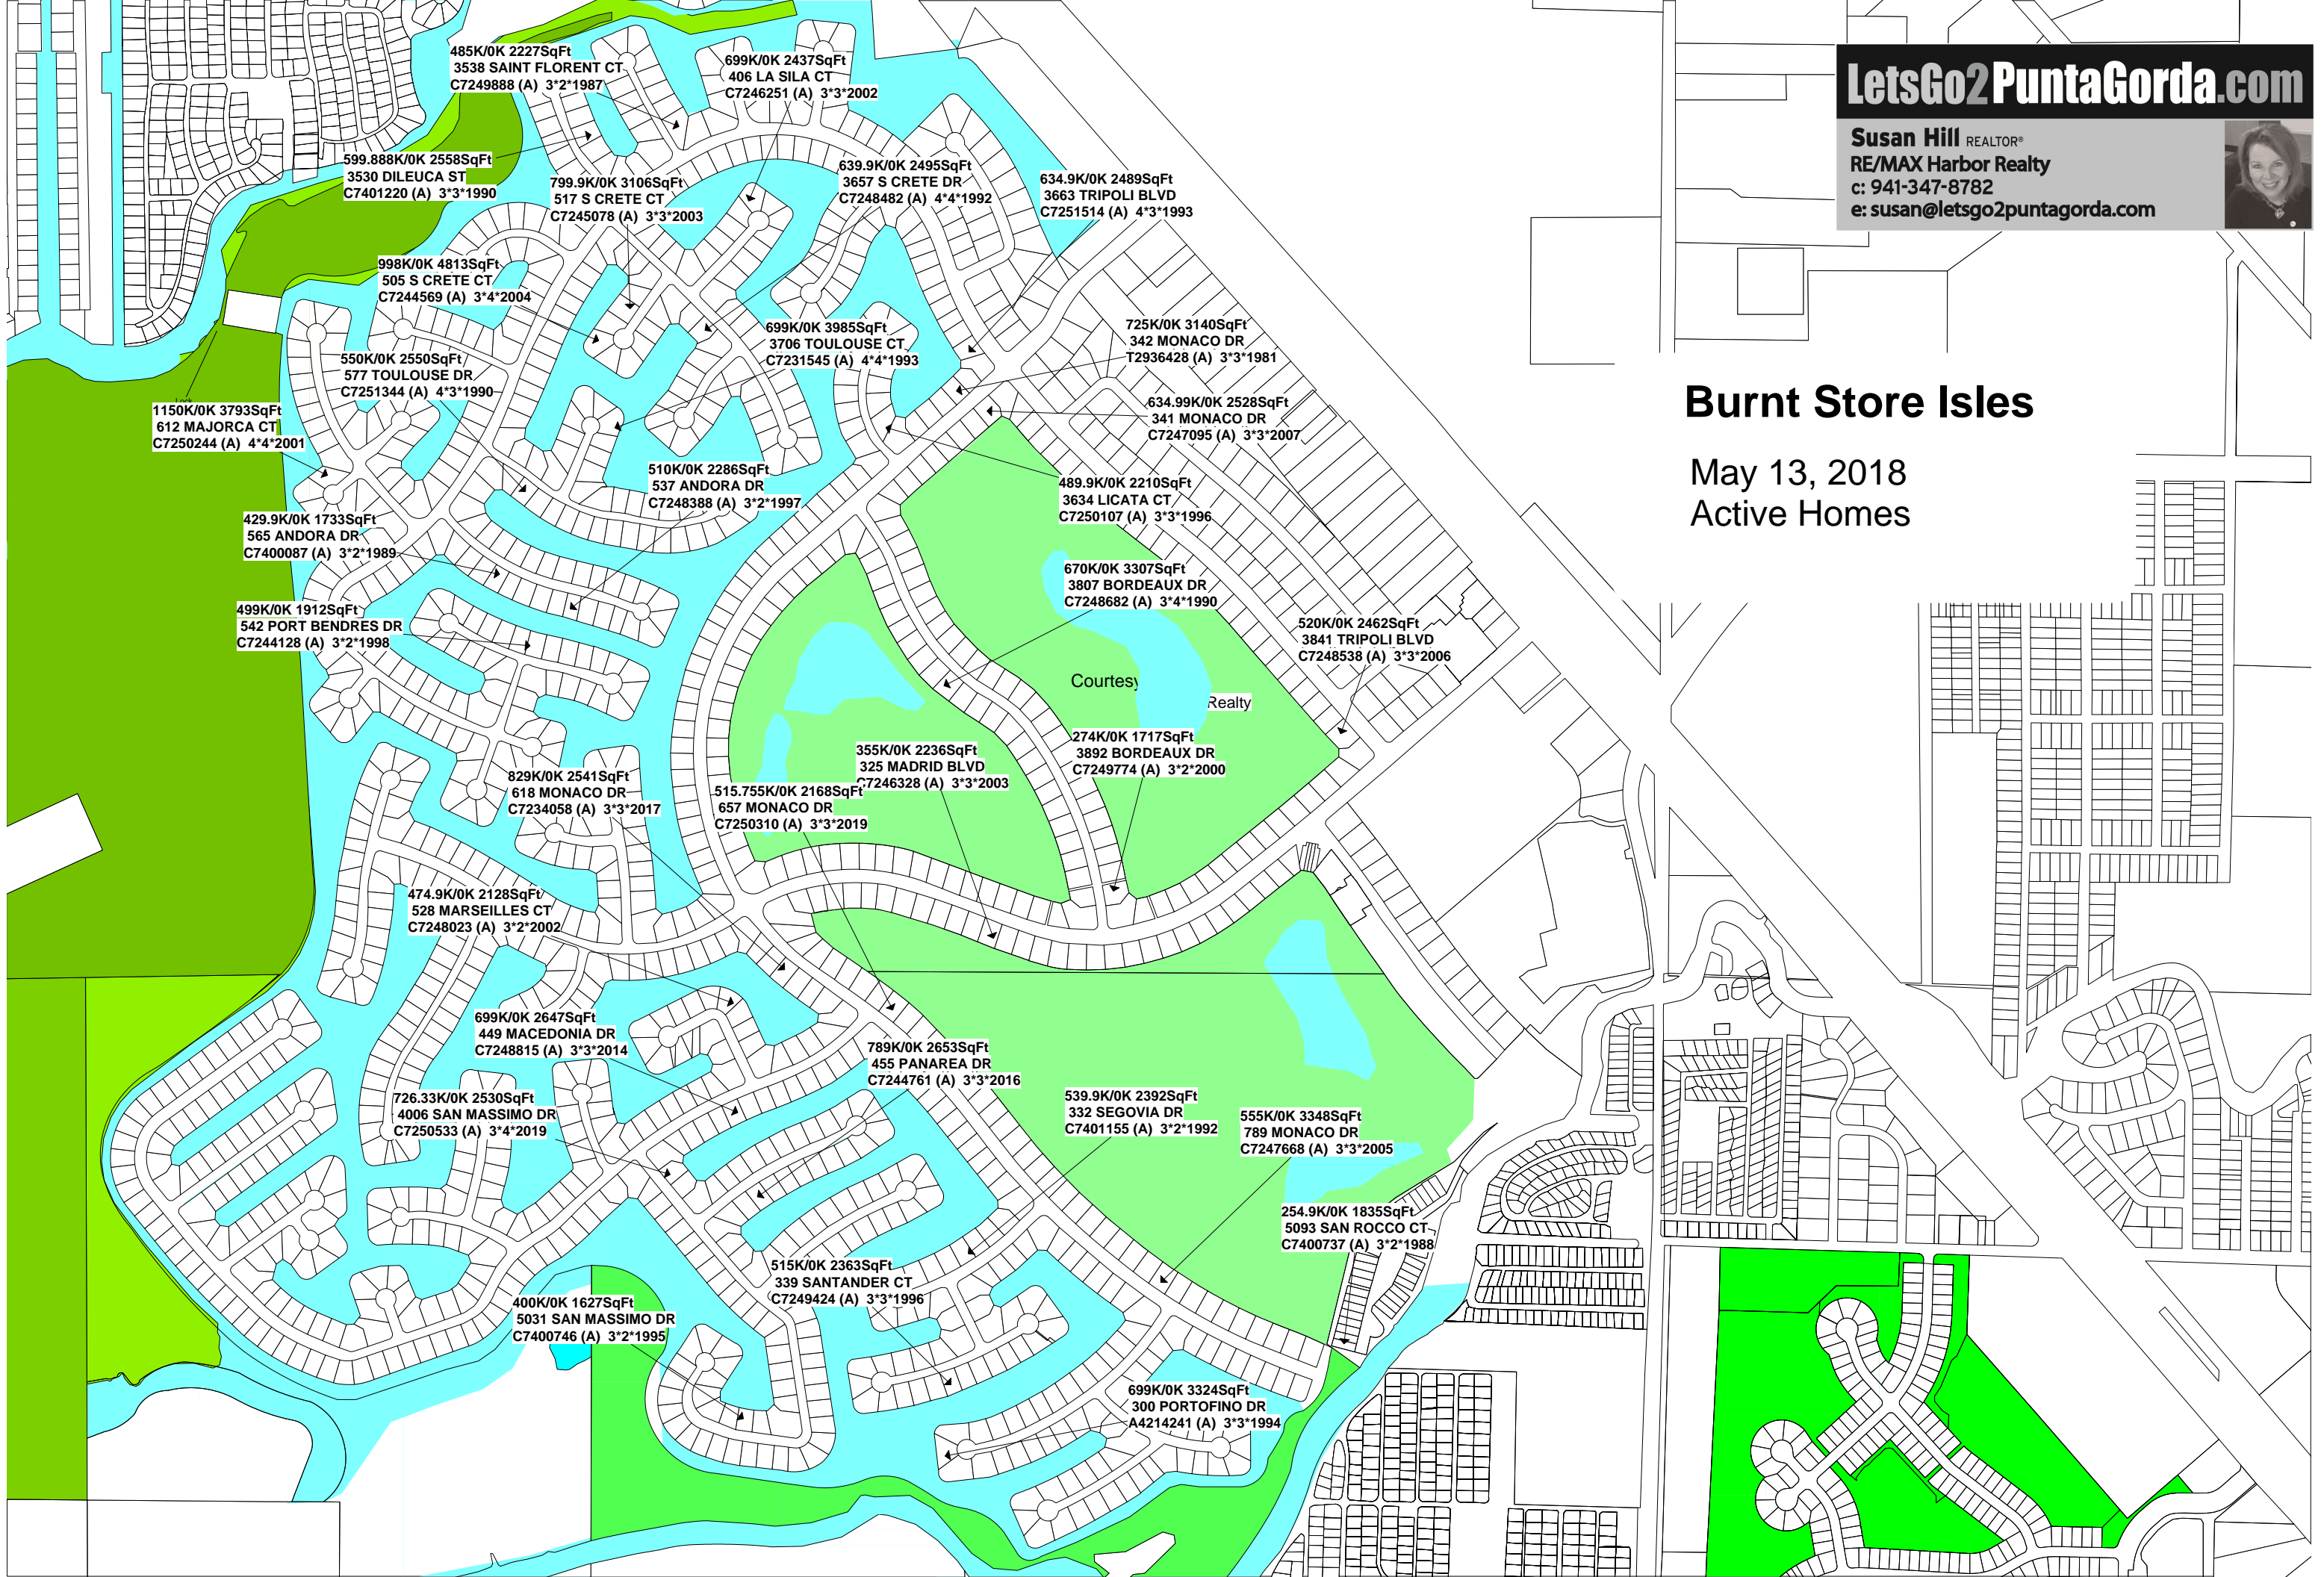 LetsGo2PuntaGorda.com
Susan Hill REALTOR®
RE/MAX Harbor Realty
c: 941-347-8782
e: susan@letsgo2puntagorda.com
Burnt Store Isles
May 13, 2018
Active Homes
485K/0K 2227SqFt
3538 SAINT FLORENT CT
C7249888 (A) 3*2*1987
699K/0K 2437SqFt
406 LA SILA CT
C7246251 (A) 3*3*2002
599.888K/0K 2558SqFt
3530 DILEUCA ST
C7401220 (A) 3*3*1990
799.9K/0K 3106SqFt
517 S CRETE CT
C7245078 (A) 3*3*2003
639.9K/0K 2495SqFt
3657 S CRETE DR
C7248482 (A) 4*4*1992
634.9K/0K 2489SqFt
3663 TRIPOLI BLVD
C7251514 (A) 4*3*1993
998K/0K 4813SqFt
505 S CRETE CT
C7244569 (A) 3*4*2004
699K/0K 3985SqFt
3706 TOULOUSE CT
C7231545 (A) 4*4*1993
725K/0K 3140SqFt
342 MONACO DR
T2936428 (A) 3*3*1981
550K/0K 2550SqFt
577 TOULOUSE DR
C7251344 (A) 4*3*1990
Lock
1150K/0K 3793SqFt
612 MAJORCA CT
C7250244 (A) 4*4*2001
634.99K/0K 2528SqFt
341 MONACO DR
C7247095 (A) 3*3*2007
510K/0K 2286SqFt
537 ANDORA DR
C7248388 (A) 3*2*1997
489.9K/0K 2210SqFt
3634 LICATA CT
C7250107 (A) 3*3*1996
429.9K/0K 1733SqFt
565 ANDORA DR
C7400087 (A) 3*2*1989
670K/0K 3307SqFt
3807 BORDEAUX DR
C7248682 (A) 3*4*1990
499K/0K 1912SqFt
542 PORT BENDRES DR
C7244128 (A) 3*2*1998
520K/0K 2462SqFt
3841 TRIPOLI BLVD
C7248538 (A) 3*3*2006
Courtesy
Realty
274K/0K 1717SqFt
3892 BORDEAUX DR
C7249774 (A) 3*2*2000
355K/0K 2236SqFt
325 MADRID BLVD
C7246328 (A) 3*3*2003
829K/0K 2541SqFt
618 MONACO DR
C7234058 (A) 3*3*2017
515.755K/0K 2168SqFt
657 MONACO DR
C7250310 (A) 3*3*2019
474.9K/0K 2128SqFt
528 MARSEILLES CT
C7248023 (A) 3*2*2002
699K/0K 2647SqFt
449 MACEDONIA DR
C7248815 (A) 3*3*2014
789K/0K 2653SqFt
455 PANAREA DR
C7244761 (A) 3*3*2016
726.33K/0K 2530SqFt
4006 SAN MASSIMO DR
C7250533 (A) 3*4*2019
539.9K/0K 2392SqFt
332 SEGOVIA DR
C7401155 (A) 3*2*1992
555K/0K 3348SqFt
789 MONACO DR
C7247668 (A) 3*3*2005
254.9K/0K 1835SqFt
5093 SAN ROCCO CT
C7400737 (A) 3*2*1988
515K/0K 2363SqFt
339 SANTANDER CT
C7249424 (A) 3*3*1996
400K/0K 1627SqFt
5031 SAN MASSIMO DR
C7400746 (A) 3*2*1995
699K/0K 3324SqFt
300 PORTOFINO DR
A4214241 (A) 3*3*1994